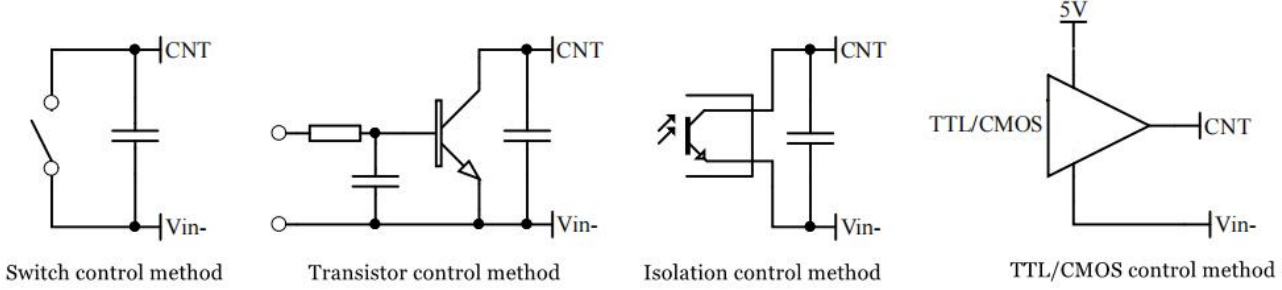 CNT
Vin-
Switch control method
CNT
Vin-
Transistor control method
CNT
Vin-
Isolation control method
5V
TTL/CMOS
CNT
Vin-
TTL/CMOS control method